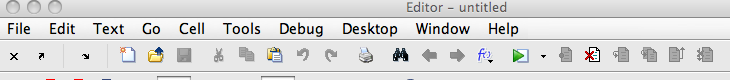 Editor – untitled
File Edit Text Go Cell Tools Debug Desktop Window Help